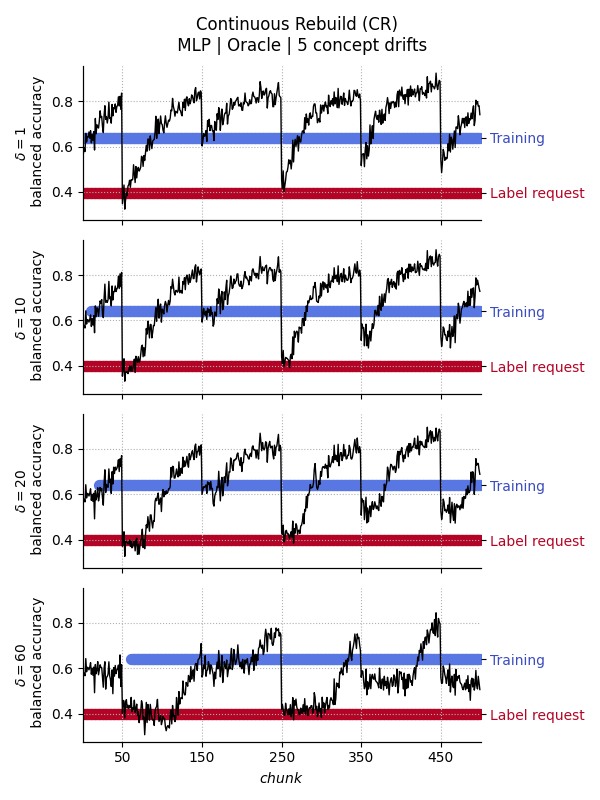 Continuous Rebuild (CR)
MLP | Oracle | 5 concept drifts
δ = 1
balanced accuracy
0.8
0.6
0.4
Training
Label request
δ = 10
balanced accuracy
0.8
0.6
0.4
Training
Label request
δ = 20
balanced accuracy
0.8
0.6
0.4
Training
Label request
δ = 60
balanced accuracy
0.8
0.6
0.4
Training
Label request
50 150 250 350 450
chunk